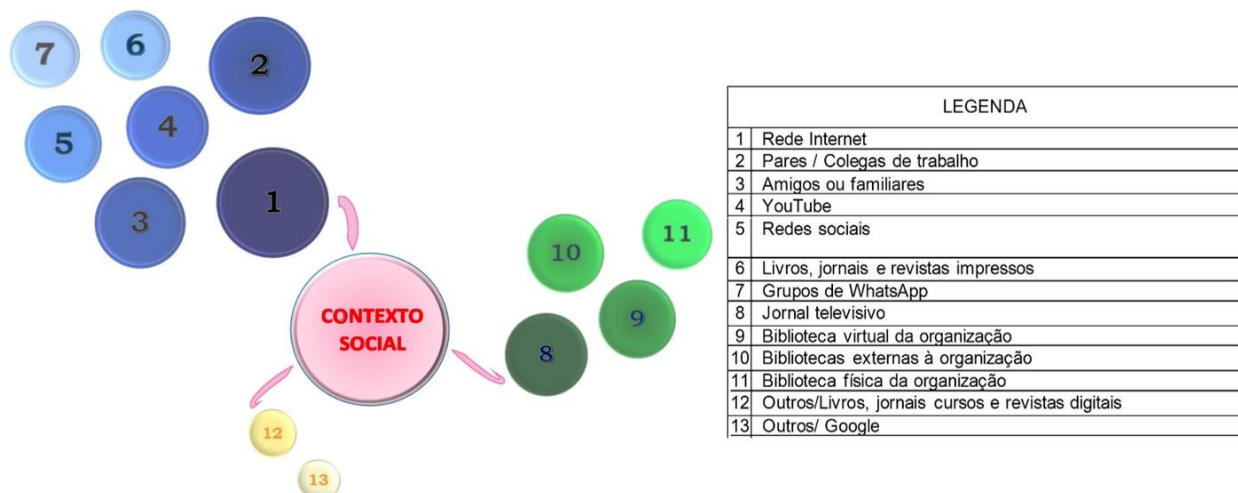 7
6
2
4
5
3
1
CONTEXTO
SOCIAL
10
11
9
8
12
13
LEGENDA
1 Rede Internet
2 Pares / Colegas de trabalho
3 Amigos ou familiares
4 YouTube
5 Redes sociais
6 Livros, jornais e revistas impressos
7 Grupos de WhatsApp
8 Jornal televisivo
9 Biblioteca virtual da organização
10 Bibliotecas externas à organização
11 Biblioteca física da organização
12 Outros/Livros, jornais cursos e revistas digitais
13 Outros/ Google